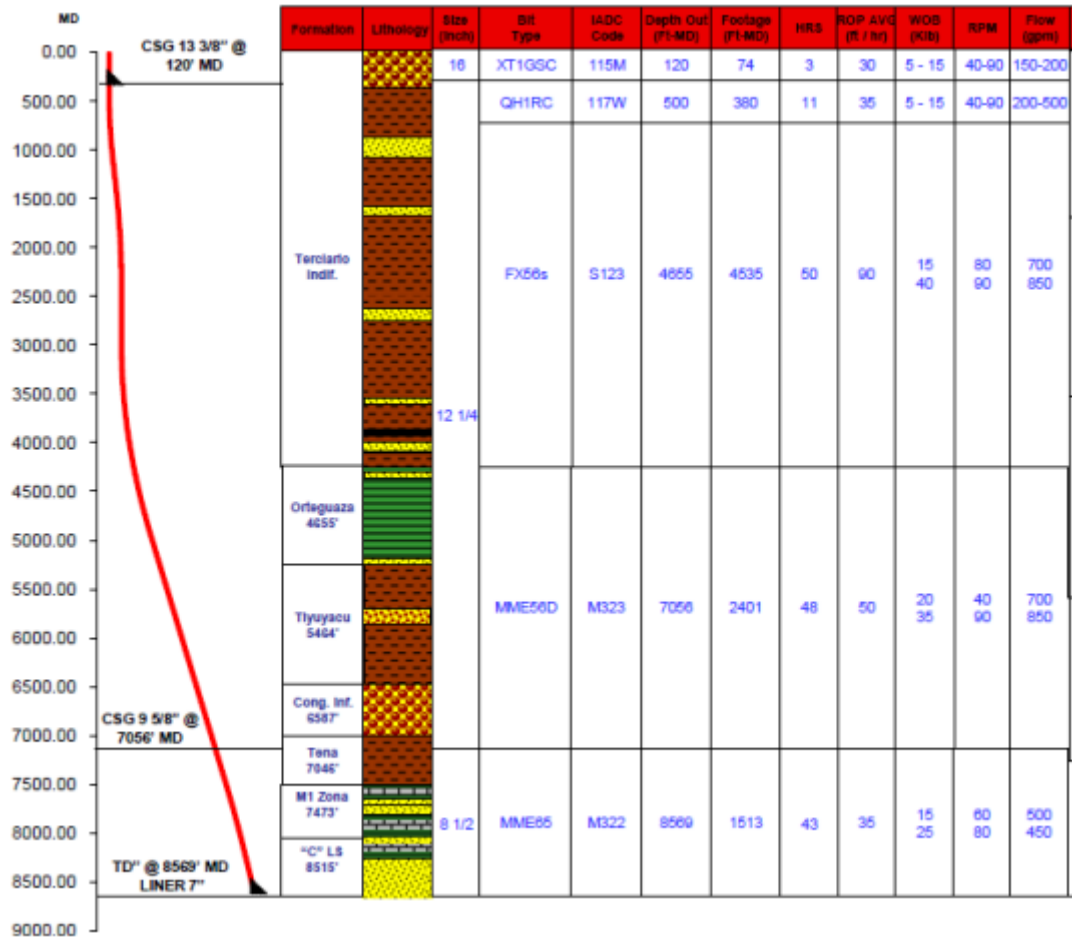 MD
0.00
500.00
1000.00
1500.00
2000.00
2500.00
3000.00
3500.00
4000.00
4500.00
5000.00
5500.00
6000.00
6500.00
7000.00
7500.00
8000.00
8500.00
9000.00
CSG 13 3/8" @
120' MD
CSG 9 5/8" @
7056' MD
TD" @ 8569' MD
LINER 7"
Formation Lithology Size (Inch) Bit Type IADC Code Depth Out (Ft-MD) Footage (Ft-MD) HRS ROP AVG (ft / hr) WOB (Klb) RPM Flow (gpm)
16 XT1GSC 115M 120 74 3 30 5 - 15 40-90 150-200
QH1RC 117W 500 380 11 35 5 - 15 40-90 200-500
Terciario
Indif.
12 1/4
FX56s S123 4655 4535 50 90 15 40 80 90 700 850
Orteguaza
4655'
Tiyuyacu
5464'
MME56D M323 7056 2401 48 50 20 35 40 90 700 850
Cong. Inf.
6587'
Tena
7046'
M1 Zona
7473'
8 1/2 MME65 M322 8569 1513 43 35 15 25 60 80 500 450
"C" LS
8515'